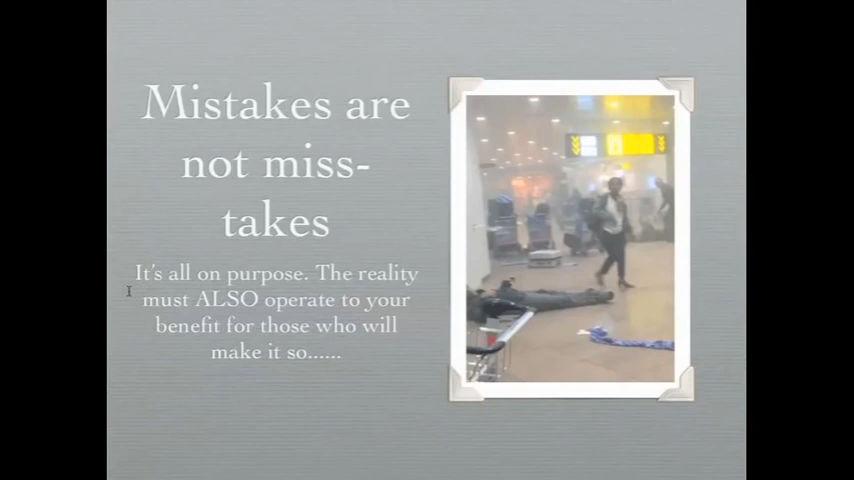 Mistakes are
not miss-
takes
It's all on purpose. The reality
must ALSO operate to your
benefit for those who will
make it so......